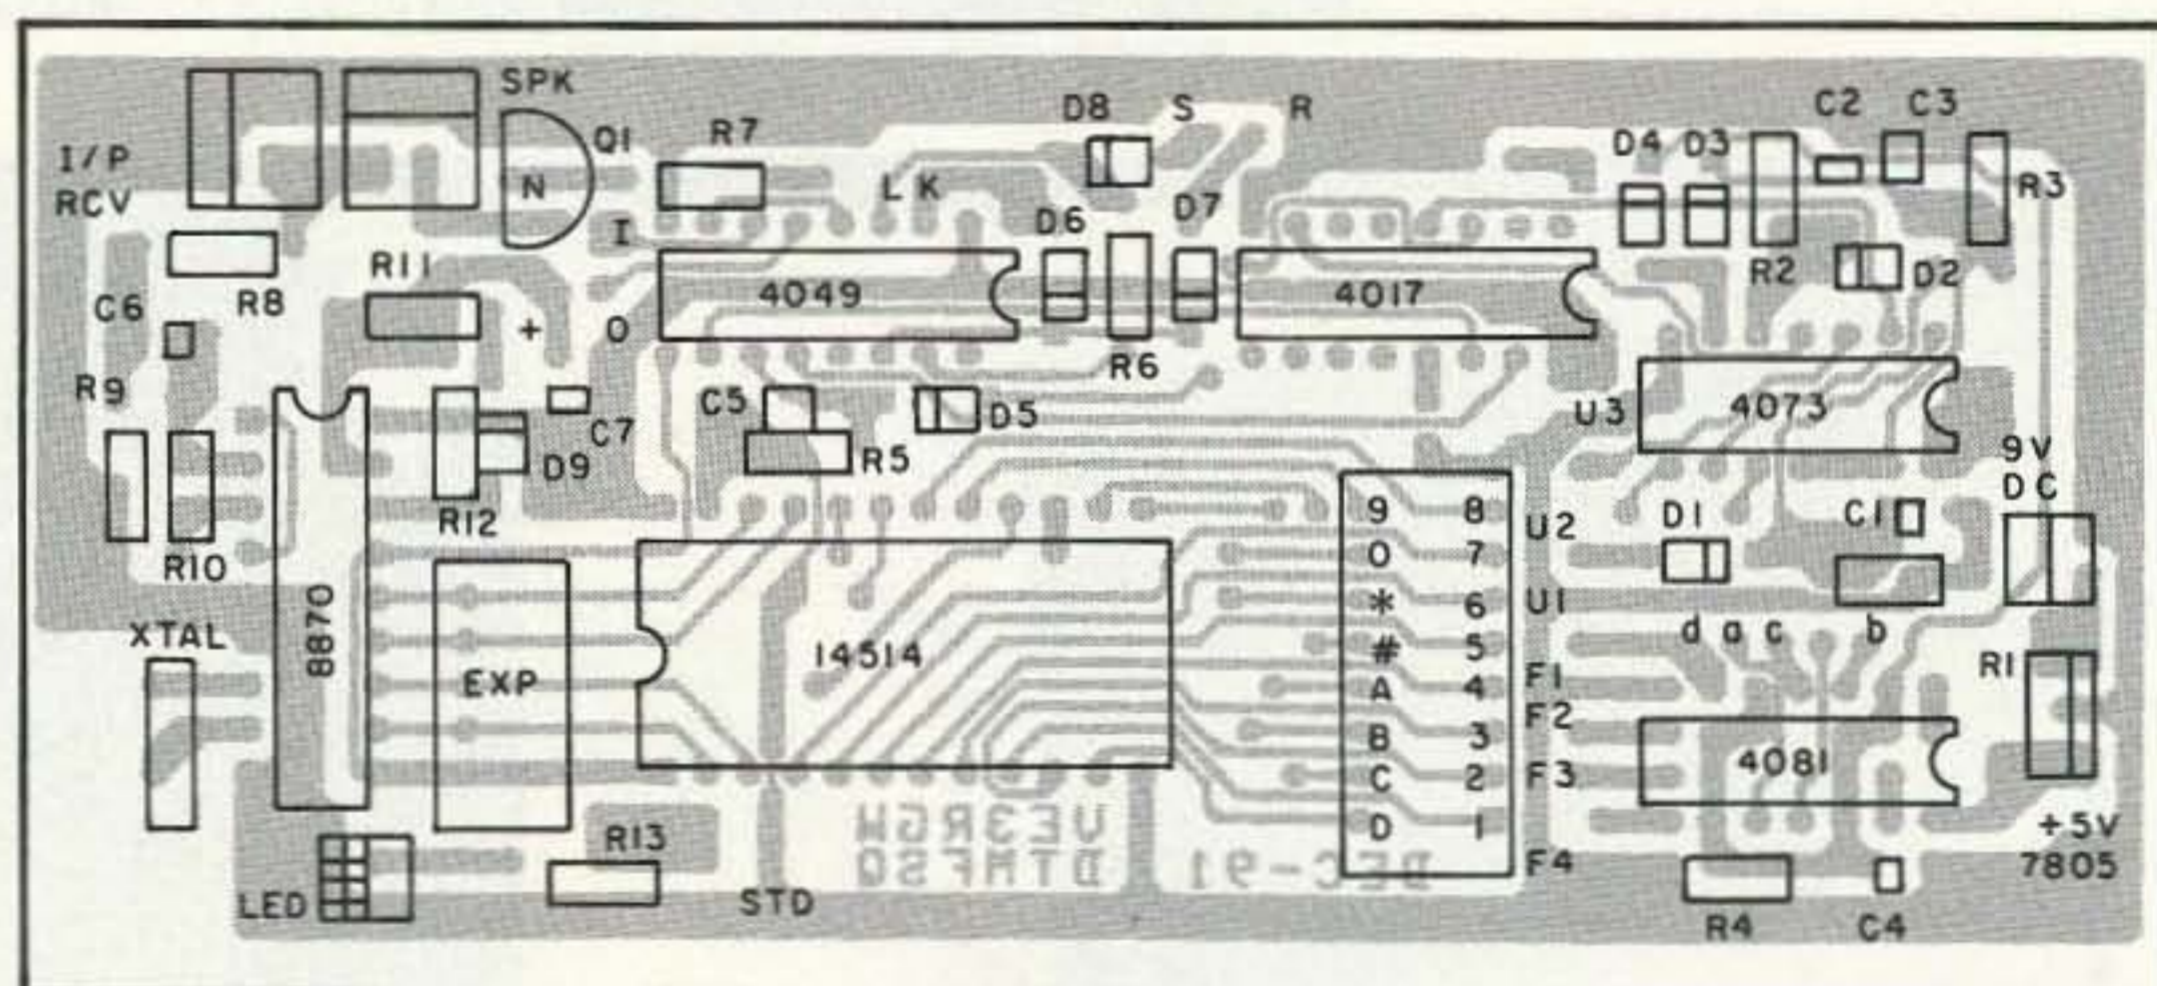 SPK
I/P
RCV
Q1
N
R7
D8
S
R
C2
C3
D4
D3
R3
L K
D7
D6
I
R8
R11
4049
4017
R2
D2
C6
+
O
R6
R9
C7
C5
D5
U3
4073
D9
R5
9V
DC
R12
9 8
U2
D1
C1
R10
0 7
8870
* 6
U1
XTAL
14514
# 5
d a c b
EXP
A 4
F1
R1
F2
B 3
4081
C 2
F3
VE3RGW
D 1
+5V
LED
R13
DTMFSQ
DEC-91
F4
7805
STD
R4
C4